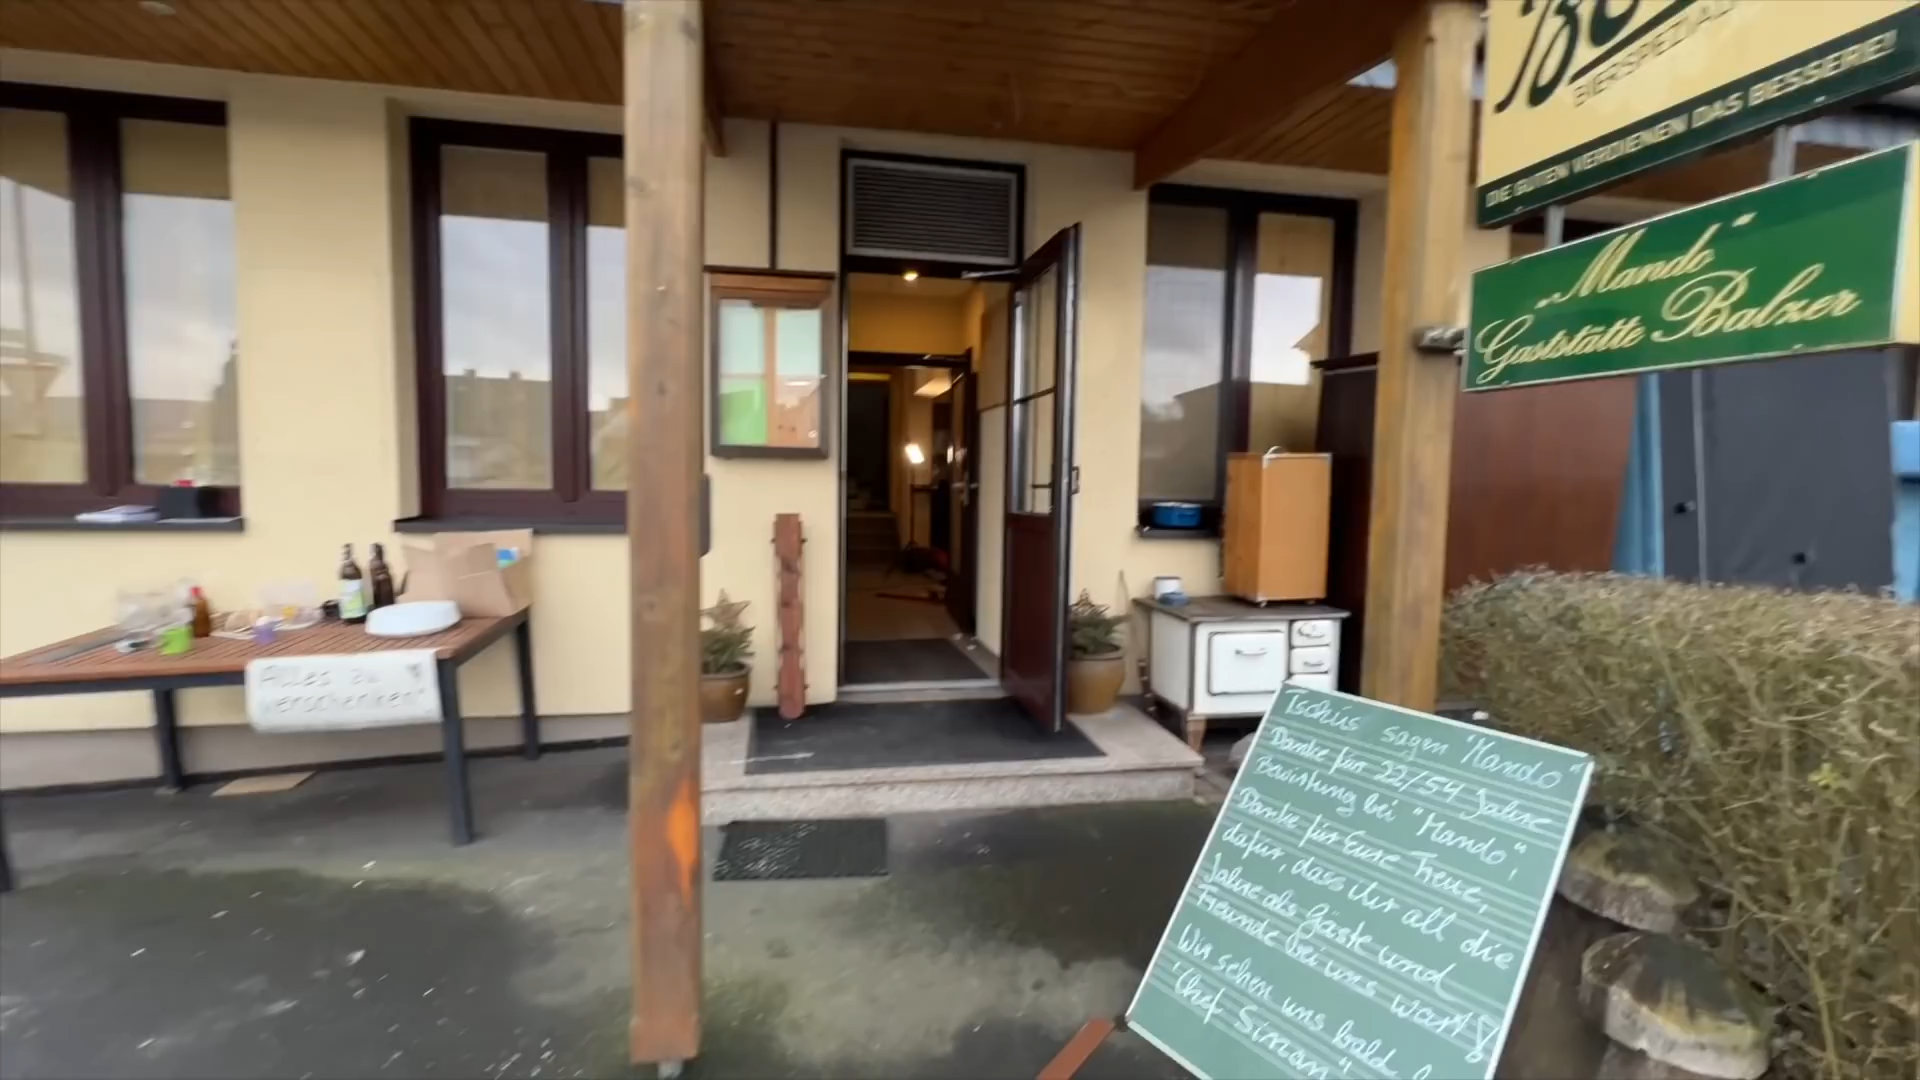 BIERSPEZIAL
DIE GUTEN VERDIENEN DAS BESSERE!
„Mando“
Gaststätte Balzer
Alles zu
verschenken
Tschüs sagen "Mando"
Danke für 22/54 Jahre
Bewirtung bei "Mando",
Danke für Eure Treue,
dafür, dass ihr all die
Jahre als Gäste und
Freunde bei uns wart!
Wir sehen uns bald
"Chef Simon"